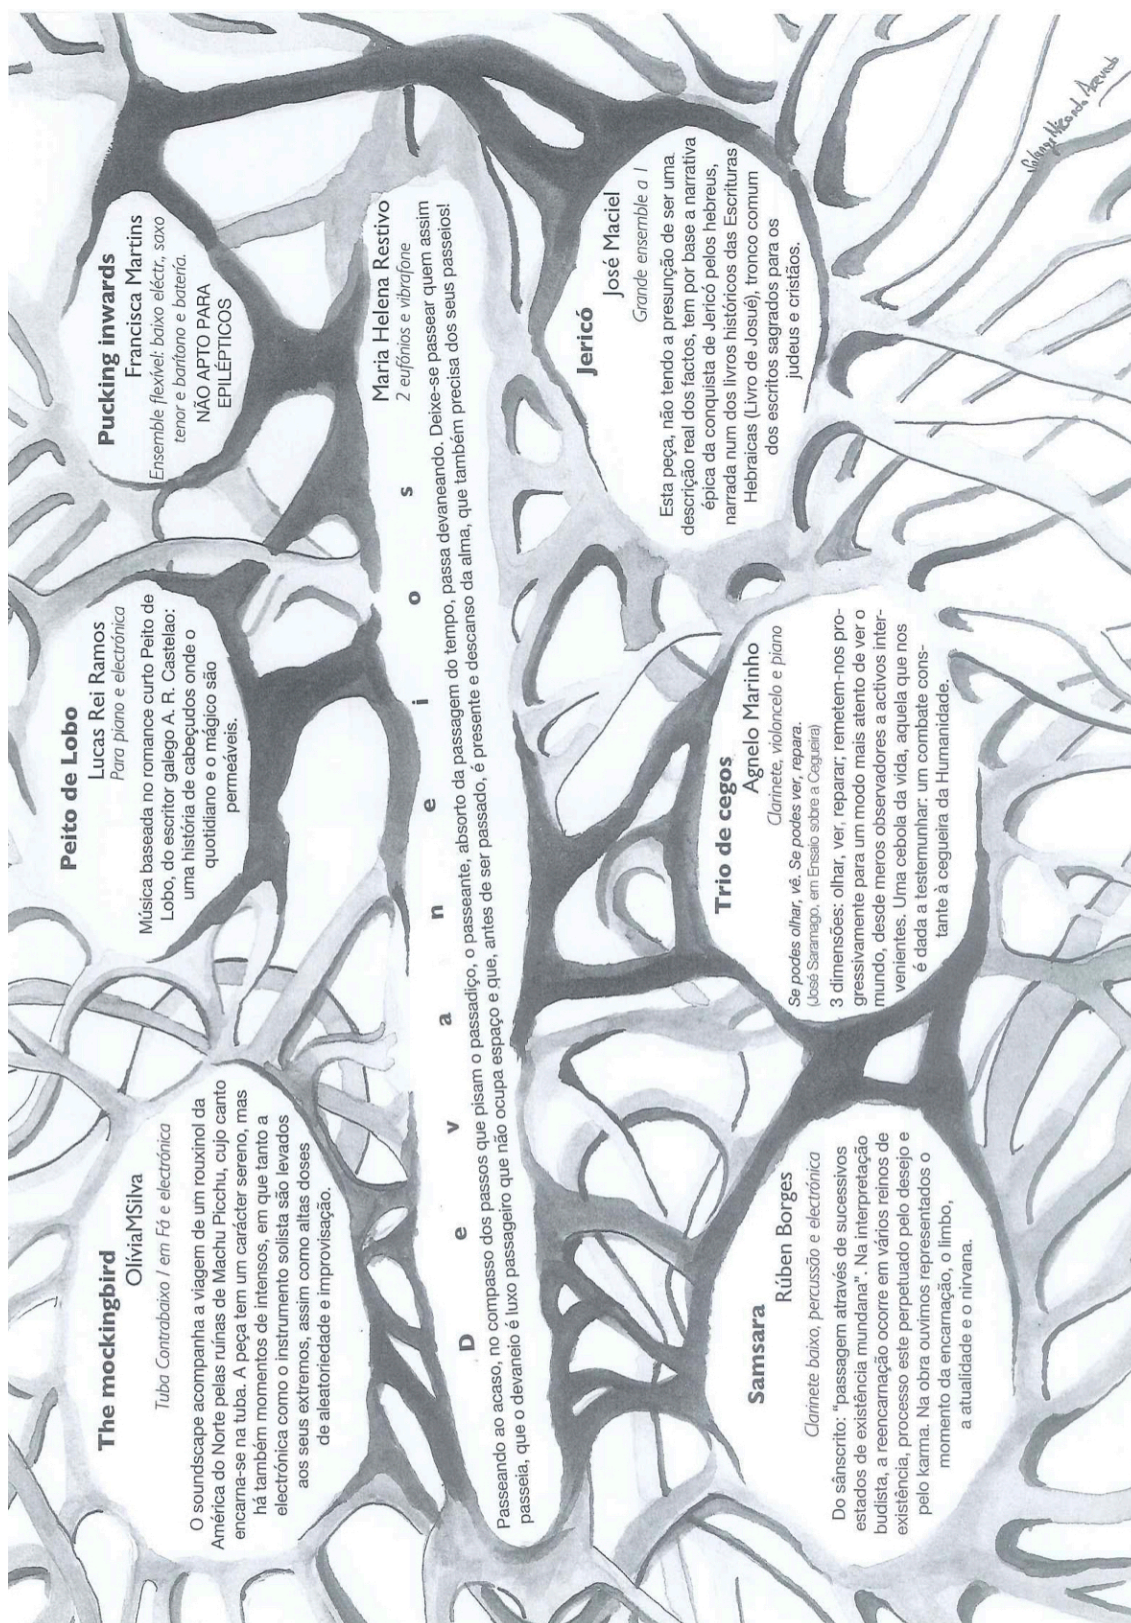 The mockingbird
OlíviaMSilva
Tuba Contrabaixo / em Fá e electrónica
O soundscape acompanha a viagem de um rouxinol da
América do Norte pelas ruínas de Machu Picchu, cujo canto
encarna-se na tuba. A peça tem um carácter sereno, mas
há também momentos de intensos, em que tanto a
electrónica como o instrumento solista são levados
aos seus extremos, assim como altas doses
de aleatoriedade e improvisação.
Peito de Lobo
Lucas Rei Ramos
Para piano e electrónica
Música baseada no romance curto Peito de
Lobo, do escritor galego A. R. Castelao:
uma história de cabeçudos onde o
quotidiano e o mágico são
permeáveis.
Pucking inwards
Francisca Martins
Ensemble flexível: baixo eléctr, saxo
tenor e barítono e bateria.
NÃO APTO PARA
EPILÉPTICOS
Devaneios
Maria Helena Restivo
2 eufónios e vibrafone
Passeando ao acaso, no compasso dos passos que pisam o passadiço, o passeante, absorto da passagem do tempo, passa devaneando. Deixe-se passear quem assim
passeia, que o devaneio é luxo passageiro que não ocupa espaço e que, antes de ser passado, é presente e descanso da alma, que também precisa dos seus passeios!
Samsara
Rúben Borges
Clarinete baixo, percussão e electrónica
Do sânscrito: "passagem através de sucessivos
estados de existência mundana". Na interpretação
budista, a reencarnação ocorre em vários reinos de
existência, processo este perpetuado pelo desejo e
pelo karma. Na obra ouvimos representados o
momento da encarnação, o limbo,
a atualidade e o nirvana.
Trio de cegos
Agnelo Marinho
Clarinete, violoncelo e piano
Se podes olhar, vê. Se podes ver, repara.
(José Saramago, em Ensaio sobre a Cegueira)
3 dimensões: olhar, ver, reparar; remetem-nos pro-
gressivamente para um modo mais atento de ver o
mundo, desde meros observadores a activos inter-
venientes. Uma cebola da vida, aquela que nos
é dada a testemunhar: um combate cons-
tante à cegueira da Humanidade.
Jericó
José Maciel
Grande ensemble a 1
Esta peça, não tendo a presunção de ser uma
descrição real dos factos, tem por base a narrativa
épica da conquista de Jericó pelos hebreus,
narrada num dos livros históricos das Escrituras
Hebraicas (Livro de Josué), tronco comum
dos escritos sagrados para os
judeus e cristãos.
Azevedo